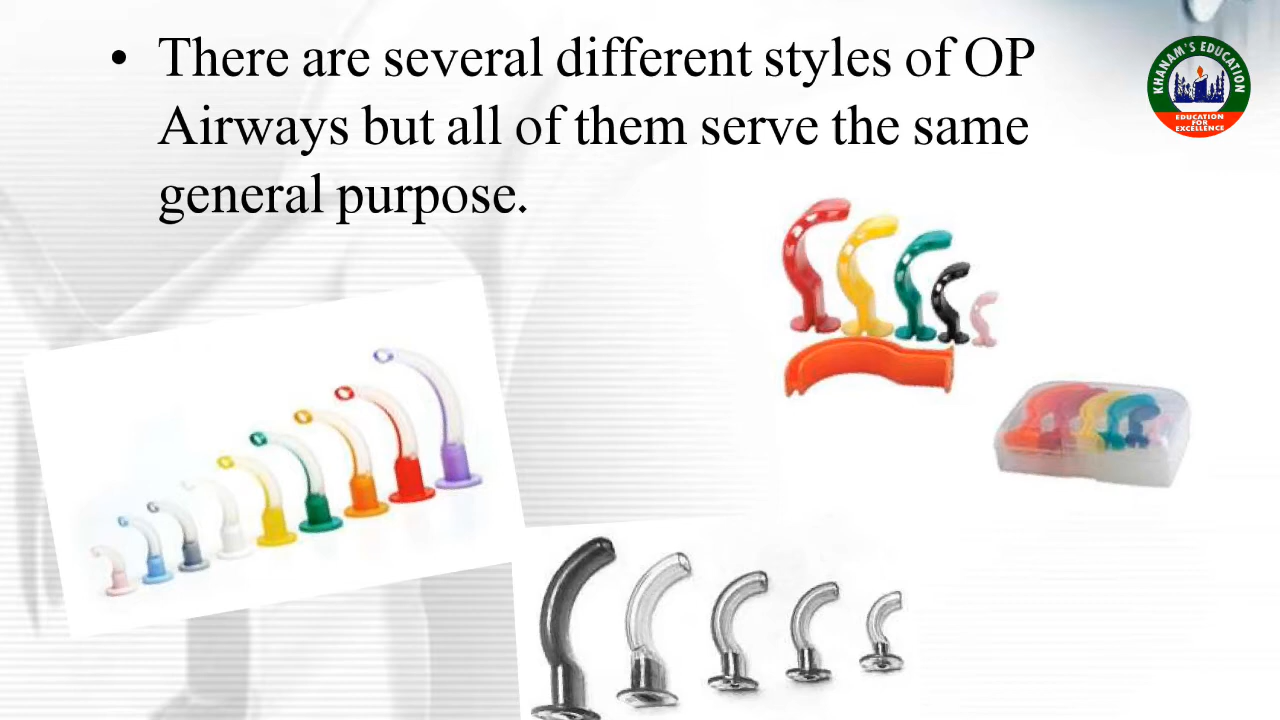 • There are several different styles of OP
Airways but all of them serve the same
general purpose.
KHANAM'S EDUCATION
EDUCATION
FOR
EXCELLENCE